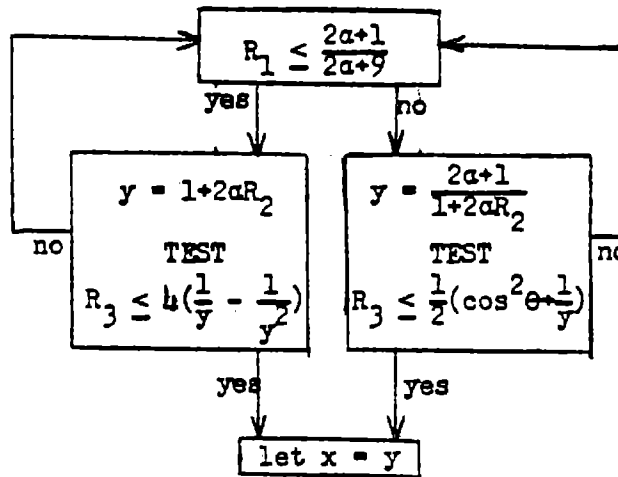 R₁ ≤ (2α+1)/(2α+9)
yes
no
y = 1+2αR₂
TEST
R₃ ≤ 4(1/y - 1/y²)
no
yes
y = (2α+1)/(1+2αR₂)
TEST
R₃ ≤ ½(cos²θ+1/y)
no
yes
let x = y